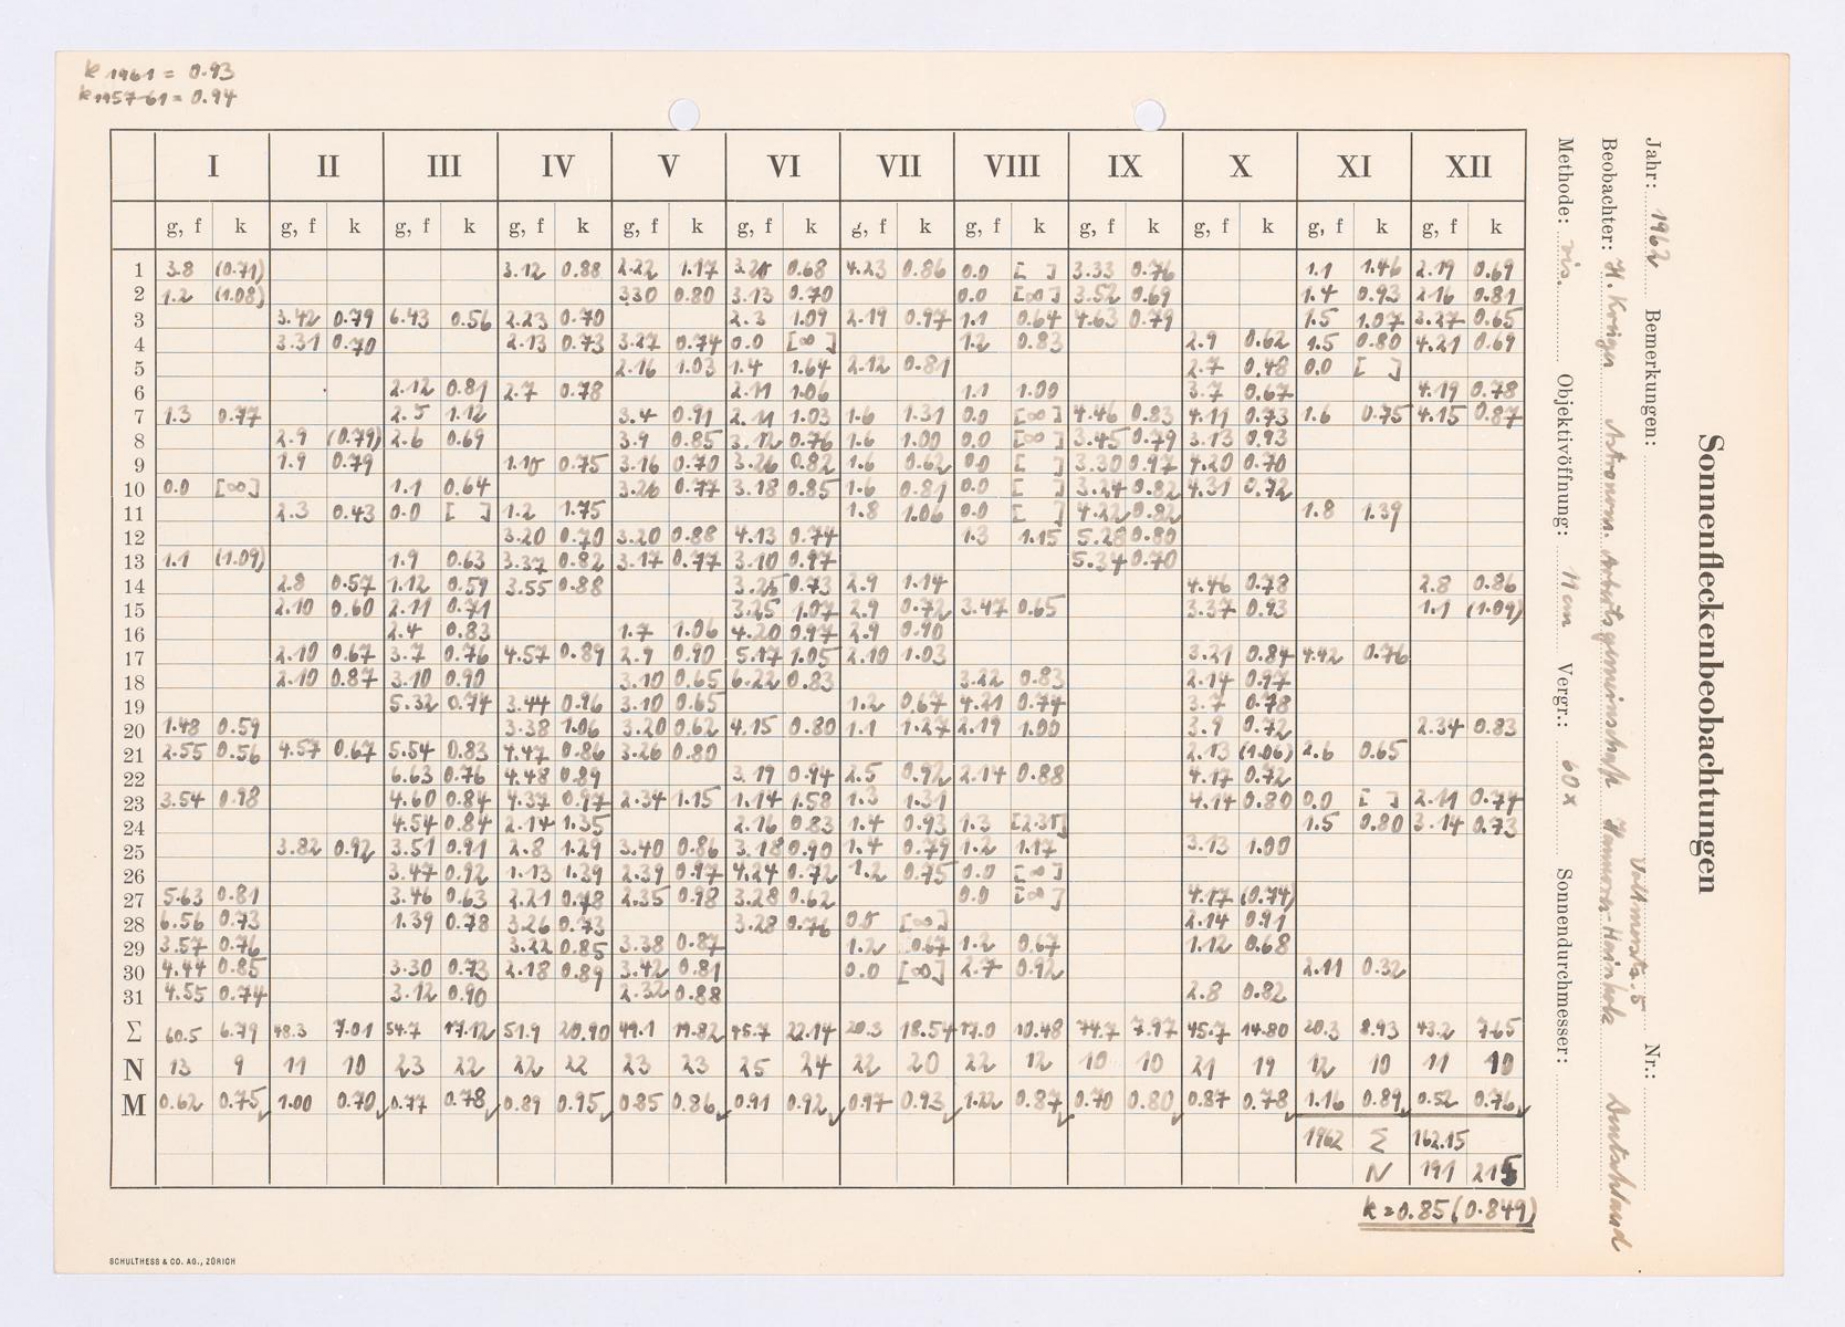 k 1961 = 0.93
k 1957-61 = 0.94
Sonnenfleckenbeobachtungen
Jahr: 1962 Bemerkungen: Nr.:
Beobachter: H. Krüger Astronom. Arbeitsgemeinschaft Hannover-Hainholz Voltmerstr. 5 Deutschland
Methode: vis. Objektivöffnung: 11 cm Vergr.: 60 x Sonnendurchmesser:
I II III IV V VI VII VIII IX X XI XII
g, f k g, f k g, f k g, f k g, f k g, f k g, f k g, f k g, f k g, f k g, f k g, f k
1 3.8 (0.71) 3.12 0.88 2.22 1.17 0.68 4.23 0.86 0.0 [ ] 3.33 0.76 1.1 1.46 2.19 0.69
2 1.2 (1.08) 3.30 0.80 3.13 0.70 0.0 [∞] 3.52 0.69 1.4 0.93 2.16 0.81
3 3.42 0.79 6.43 0.56 2.23 0.70 2.3 1.09 2.19 0.97 1.1 0.64 4.63 0.79 1.5 1.07 3.27 0.65
4 3.31 0.70 2.13 0.73 3.27 0.74 0.0 [∞] 1.2 0.83 2.9 0.62 1.5 0.80 4.21 0.69
5 2.16 1.03 1.4 1.64 2.12 0.81 2.7 0.48 0.0 [ ]
6 2.12 0.81 2.7 0.78 2.11 1.06 1.1 1.00 3.7 0.67 4.19 0.78
7 1.3 0.77 2.5 1.12 3.4 0.91 2.11 1.03 1.6 1.31 0.0 [∞] 4.46 0.83 4.11 0.73 1.6 0.75 4.15 0.87
8 2.9 (0.79) 2.6 0.69 3.9 0.85 3.12 0.76 1.6 1.00 0.0 [∞] 3.45 0.79 3.13 0.93
9 1.9 0.79 1.10 0.75 3.16 0.70 3.26 0.82 1.6 0.62 0.0 [ ] 3.30 0.97 4.20 0.70
10 0.0 [∞] 1.1 0.64 3.26 0.77 3.18 0.85 1.6 0.81 0.0 [ ] 3.24 0.82 4.31 0.72
11 2.3 0.43 0.0 [ ] 1.2 1.75 1.8 1.06 0.0 [ ] 4.22 0.82 1.8 1.39
12 3.20 0.70 3.20 0.88 4.13 0.74 1.3 1.15 5.28 0.80
13 1.1 (1.09) 1.9 0.63 3.37 0.82 3.17 0.77 3.10 0.97 5.34 0.70
14 2.8 0.57 1.12 0.59 3.55 0.88 3.25 0.73 2.9 1.14 4.46 0.78 2.8 0.86
15 2.10 0.60 2.11 0.71 3.25 1.07 2.9 0.72 3.47 0.65 3.37 0.93 1.1 (1.09)
16 2.4 0.83 1.7 1.06 4.20 0.97 2.9 0.90
17 2.10 0.67 3.7 0.76 4.57 0.89 2.9 0.90 5.17 1.05 2.10 1.03 3.21 0.84 4.42 0.76
18 2.10 0.87 3.10 0.90 3.10 0.65 6.22 0.83 3.22 0.83 2.14 0.97
19 5.32 0.74 3.44 0.96 3.10 0.65 1.2 0.67 4.21 0.74 3.7 0.78
20 1.48 0.59 3.38 1.06 3.20 0.62 4.15 0.80 1.1 1.27 2.19 1.00 3.9 0.72 2.34 0.83
21 2.55 0.56 4.57 0.67 5.54 0.83 4.47 0.86 3.26 0.80 2.13 (1.06) 2.6 0.65
22 6.63 0.76 4.48 0.89 3.19 0.94 2.5 0.92 2.14 0.88 4.17 0.72
23 3.54 0.98 4.60 0.84 4.37 0.97 2.34 1.15 1.14 1.58 1.3 1.31 4.14 0.80 0.0 [ ] 2.11 0.74
24 4.54 0.84 2.14 1.35 2.16 0.83 1.4 0.93 1.3 [2.35] 1.5 0.80 3.14 0.73
25 3.82 0.92 3.51 0.91 2.8 1.29 3.40 0.86 3.18 0.90 1.4 0.79 1.2 1.17 3.13 1.00
26 3.47 0.92 1.13 1.39 2.39 0.97 4.24 0.72 1.2 0.75 0.0 [∞]
27 5.63 0.81 3.46 0.63 2.21 0.98 2.35 0.98 3.28 0.62 0.0 [∞] 4.17 (0.74)
28 6.56 0.73 1.39 0.78 3.26 0.73 3.28 0.76 0.0 [∞] 2.14 0.91
29 3.57 0.76 3.22 0.85 3.38 0.87 1.2 0.67 1.2 0.67 1.12 0.68
30 4.44 0.85 3.30 0.73 2.18 0.89 3.42 0.81 0.0 [∞] 2.7 0.92 2.11 0.32
31 4.55 0.74 3.12 0.90 2.32 0.88 2.8 0.82
Σ 60.5 6.79 48.3 7.01 54.7 17.12 51.9 20.90 49.1 19.82 45.7 22.14 20.3 18.54 17.0 10.48 74.7 7.97 45.7 14.80 20.3 8.93 43.2 7.65
N 13 9 11 10 23 22 22 22 23 23 25 24 22 20 22 12 10 10 21 19 12 10 11 10
M 0.62 0.75 1.00 0.70 0.77 0.78 0.89 0.95 0.85 0.86 0.91 0.92 0.97 0.93 1.22 0.87 0.70 0.80 0.87 0.78 1.16 0.89 0.52 0.76
1962 Σ 162.15
N 191 215
k = 0.85 (0.849)
SCHULTHESS & CO. AG., ZÜRICH